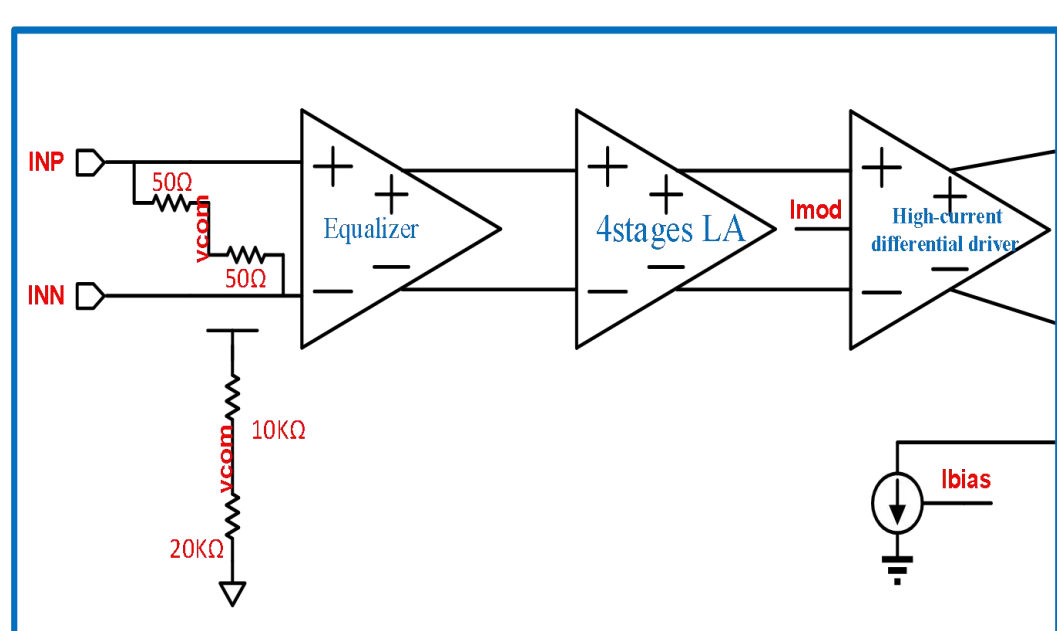 INP
50Ω
vcom
50Ω
INN
Equalizer
4stages LA
Imod
High-current
differential driver
10KΩ
vcom
20KΩ
Ibias